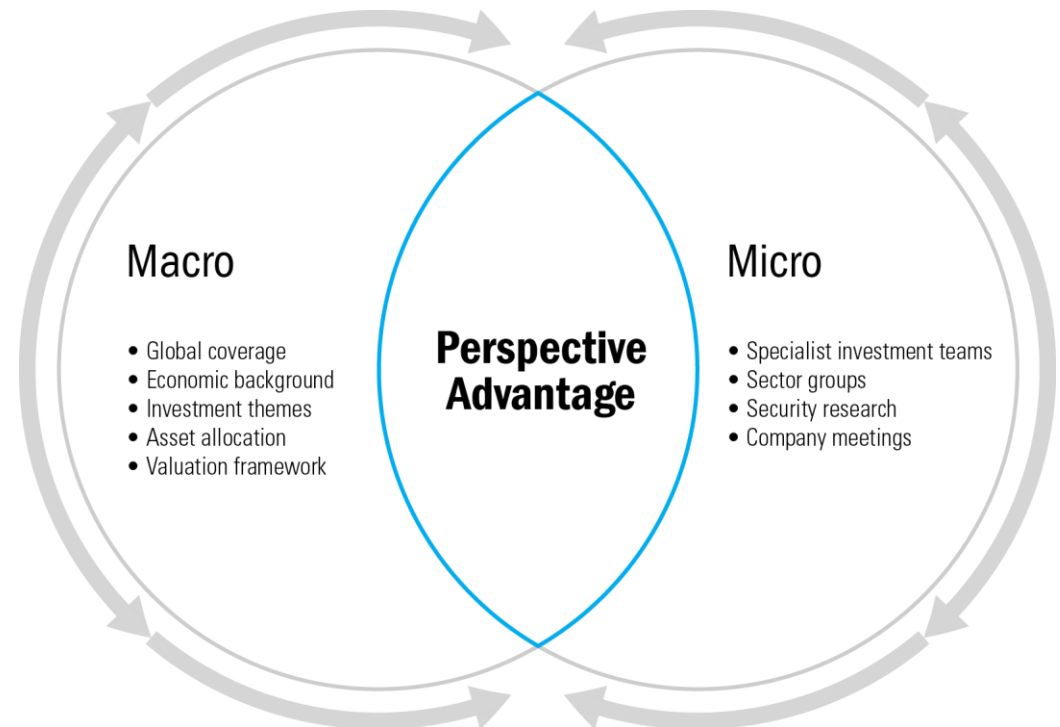 Macro
• Global coverage
• Economic background
• Investment themes
• Asset allocation
• Valuation framework
Perspective
Advantage
Micro
• Specialist investment teams
• Sector groups
• Security research
• Company meetings